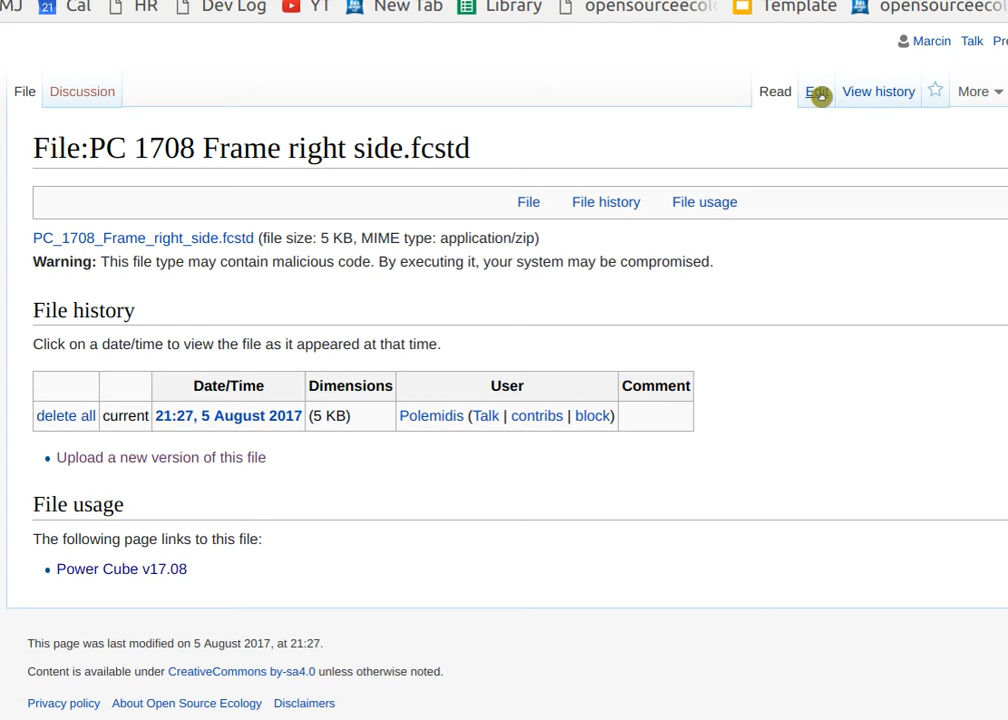 MJ 21 Cal HR Dev Log YT New Tab Library opensourceecol Template opensourceecol
Marcin Talk Pre
File Discussion Read Edit View history More
File:PC 1708 Frame right side.fcstd
File File history File usage
PC_1708_Frame_right_side.fcstd (file size: 5 KB, MIME type: application/zip)
Warning: This file type may contain malicious code. By executing it, your system may be compromised.
File history
Click on a date/time to view the file as it appeared at that time.
Date/Time Dimensions User Comment
delete all current 21:27, 5 August 2017 (5 KB) Polemidis (Talk | contribs | block)
Upload a new version of this file
File usage
The following page links to this file:
Power Cube v17.08
This page was last modified on 5 August 2017, at 21:27.
Content is available under CreativeCommons by-sa4.0 unless otherwise noted.
Privacy policy About Open Source Ecology Disclaimers